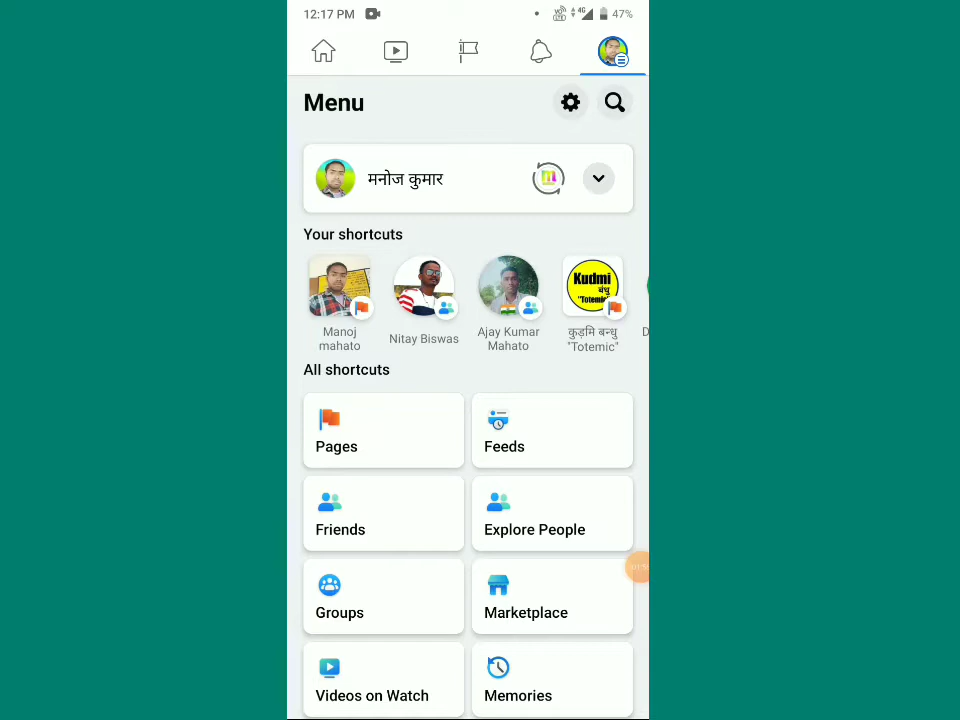 12:17 PM 4G 47%
Menu
मनोज कुमार
Your shortcuts
Kudmi
बंधु
"Totemic"
Manoj
mahato
Nitay Biswas
Ajay Kumar
Mahato
कुड़मि बन्धु
"Totemic"
D
All shortcuts
Pages
Feeds
Friends
Explore People
Groups
Marketplace
Videos on Watch
Memories